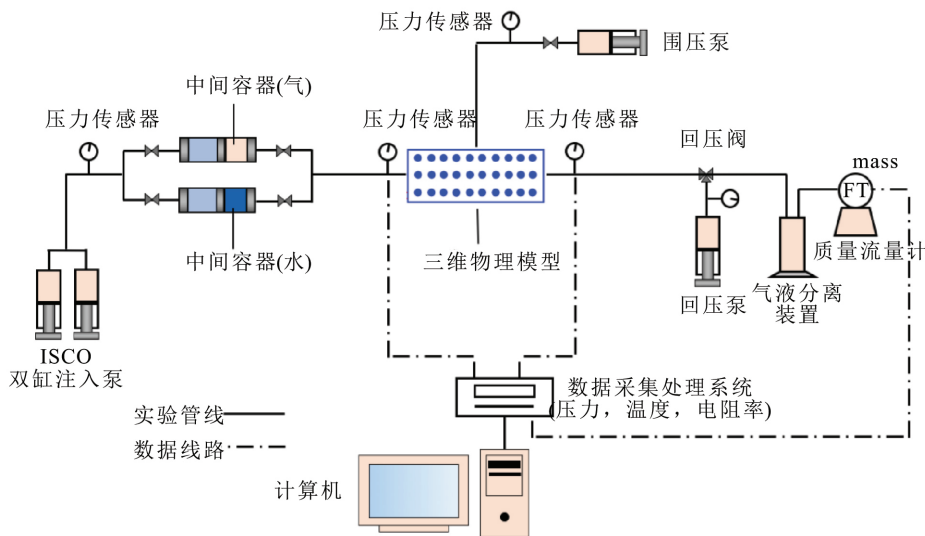 压力传感器
围压泵
中间容器(气)
压力传感器
压力传感器
压力传感器
回压阀
mass
FT
中间容器(水)
三维物理模型
质量流量计
回压泵
气液分离
装置
ISCO
双缸注入泵
数据采集处理系统
(压力，温度，电阻率)
实验管线
数据线路
计算机